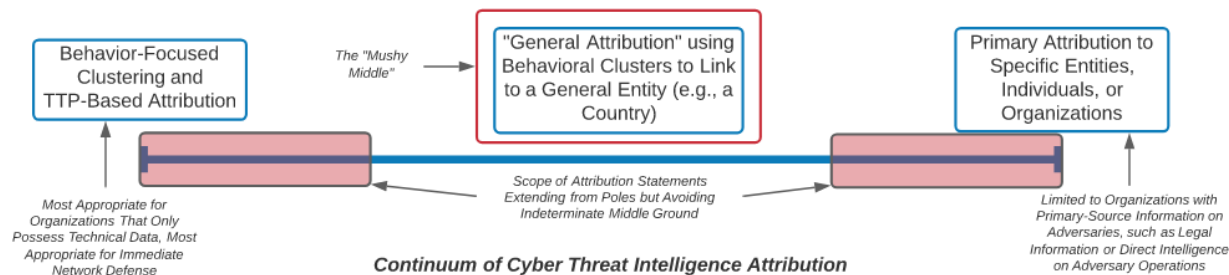 Behavior-Focused
Clustering and
TTP-Based Attribution
The "Mushy
Middle"
"General Attribution" using
Behavioral Clusters to Link
to a General Entity (e.g., a
Country)
Primary Attribution to
Specific Entities,
Individuals, or
Organizations
Most Appropriate for
Organizations That Only
Possess Technical Data, Most
Appropriate for Immediate
Network Defense
Scope of Attribution Statements
Extending from Poles but Avoiding
Indeterminate Middle Ground
Limited to Organizations with
Primary-Source Information on
Adversaries, such as Legal
Information or Direct Intelligence
on Adversary Operations
Continuum of Cyber Threat Intelligence Attribution